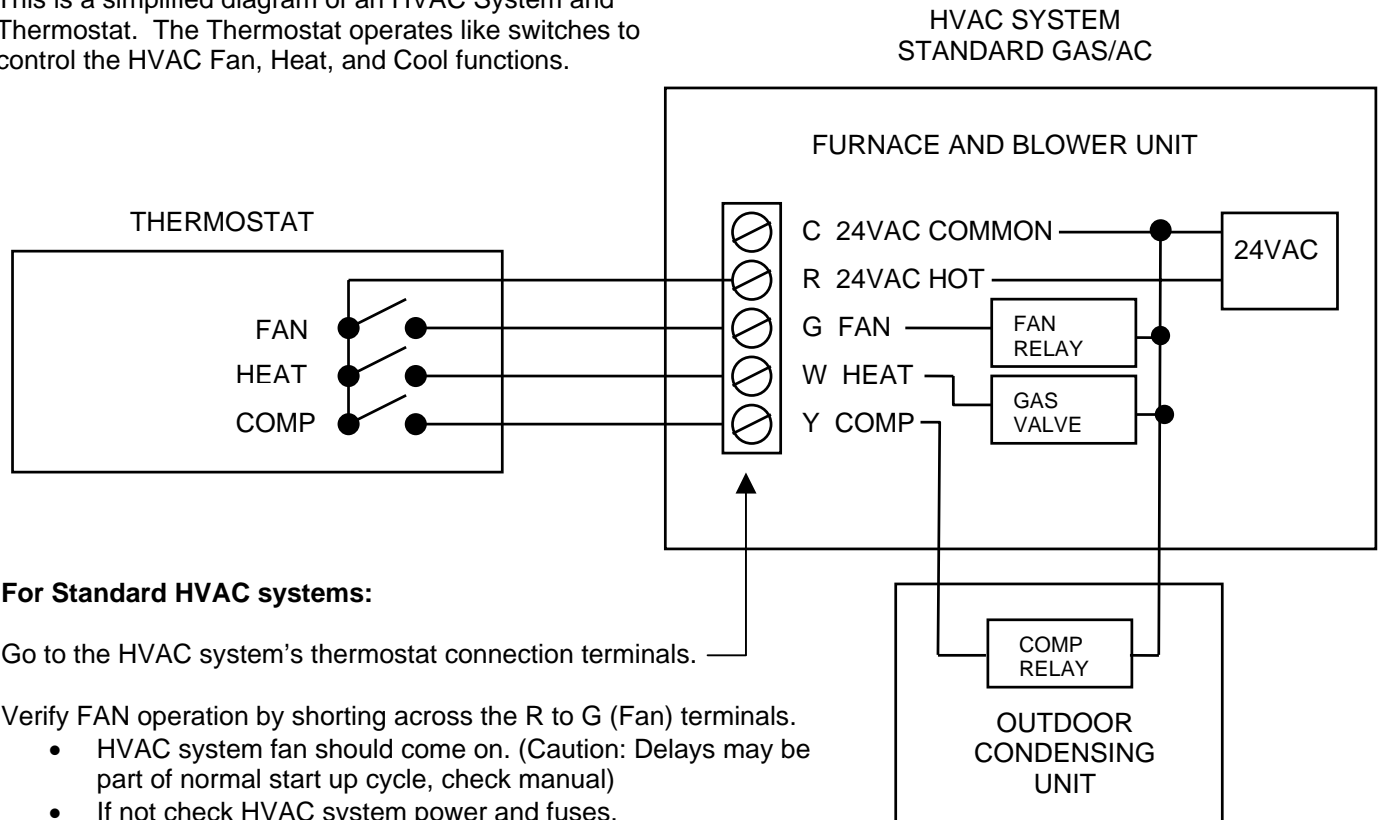 This is a simplified diagram of an HVAC System and
Thermostat. The Thermostat operates like switches to
control the HVAC Fan, Heat, and Cool functions.
HVAC SYSTEM
STANDARD GAS/AC
FURNACE AND BLOWER UNIT
THERMOSTAT
C 24VAC COMMON
24VAC
R 24VAC HOT
FAN
G FAN
FAN
RELAY
HEAT
W HEAT
GAS
VALVE
COMP
Y COMP
For Standard HVAC systems:
Go to the HVAC system's thermostat connection terminals.
COMP
RELAY
Verify FAN operation by shorting across the R to G (Fan) terminals.
• HVAC system fan should come on. (Caution: Delays may be
part of normal start up cycle, check manual)
• If not check HVAC system power and fuses.
OUTDOOR
CONDENSING
UNIT